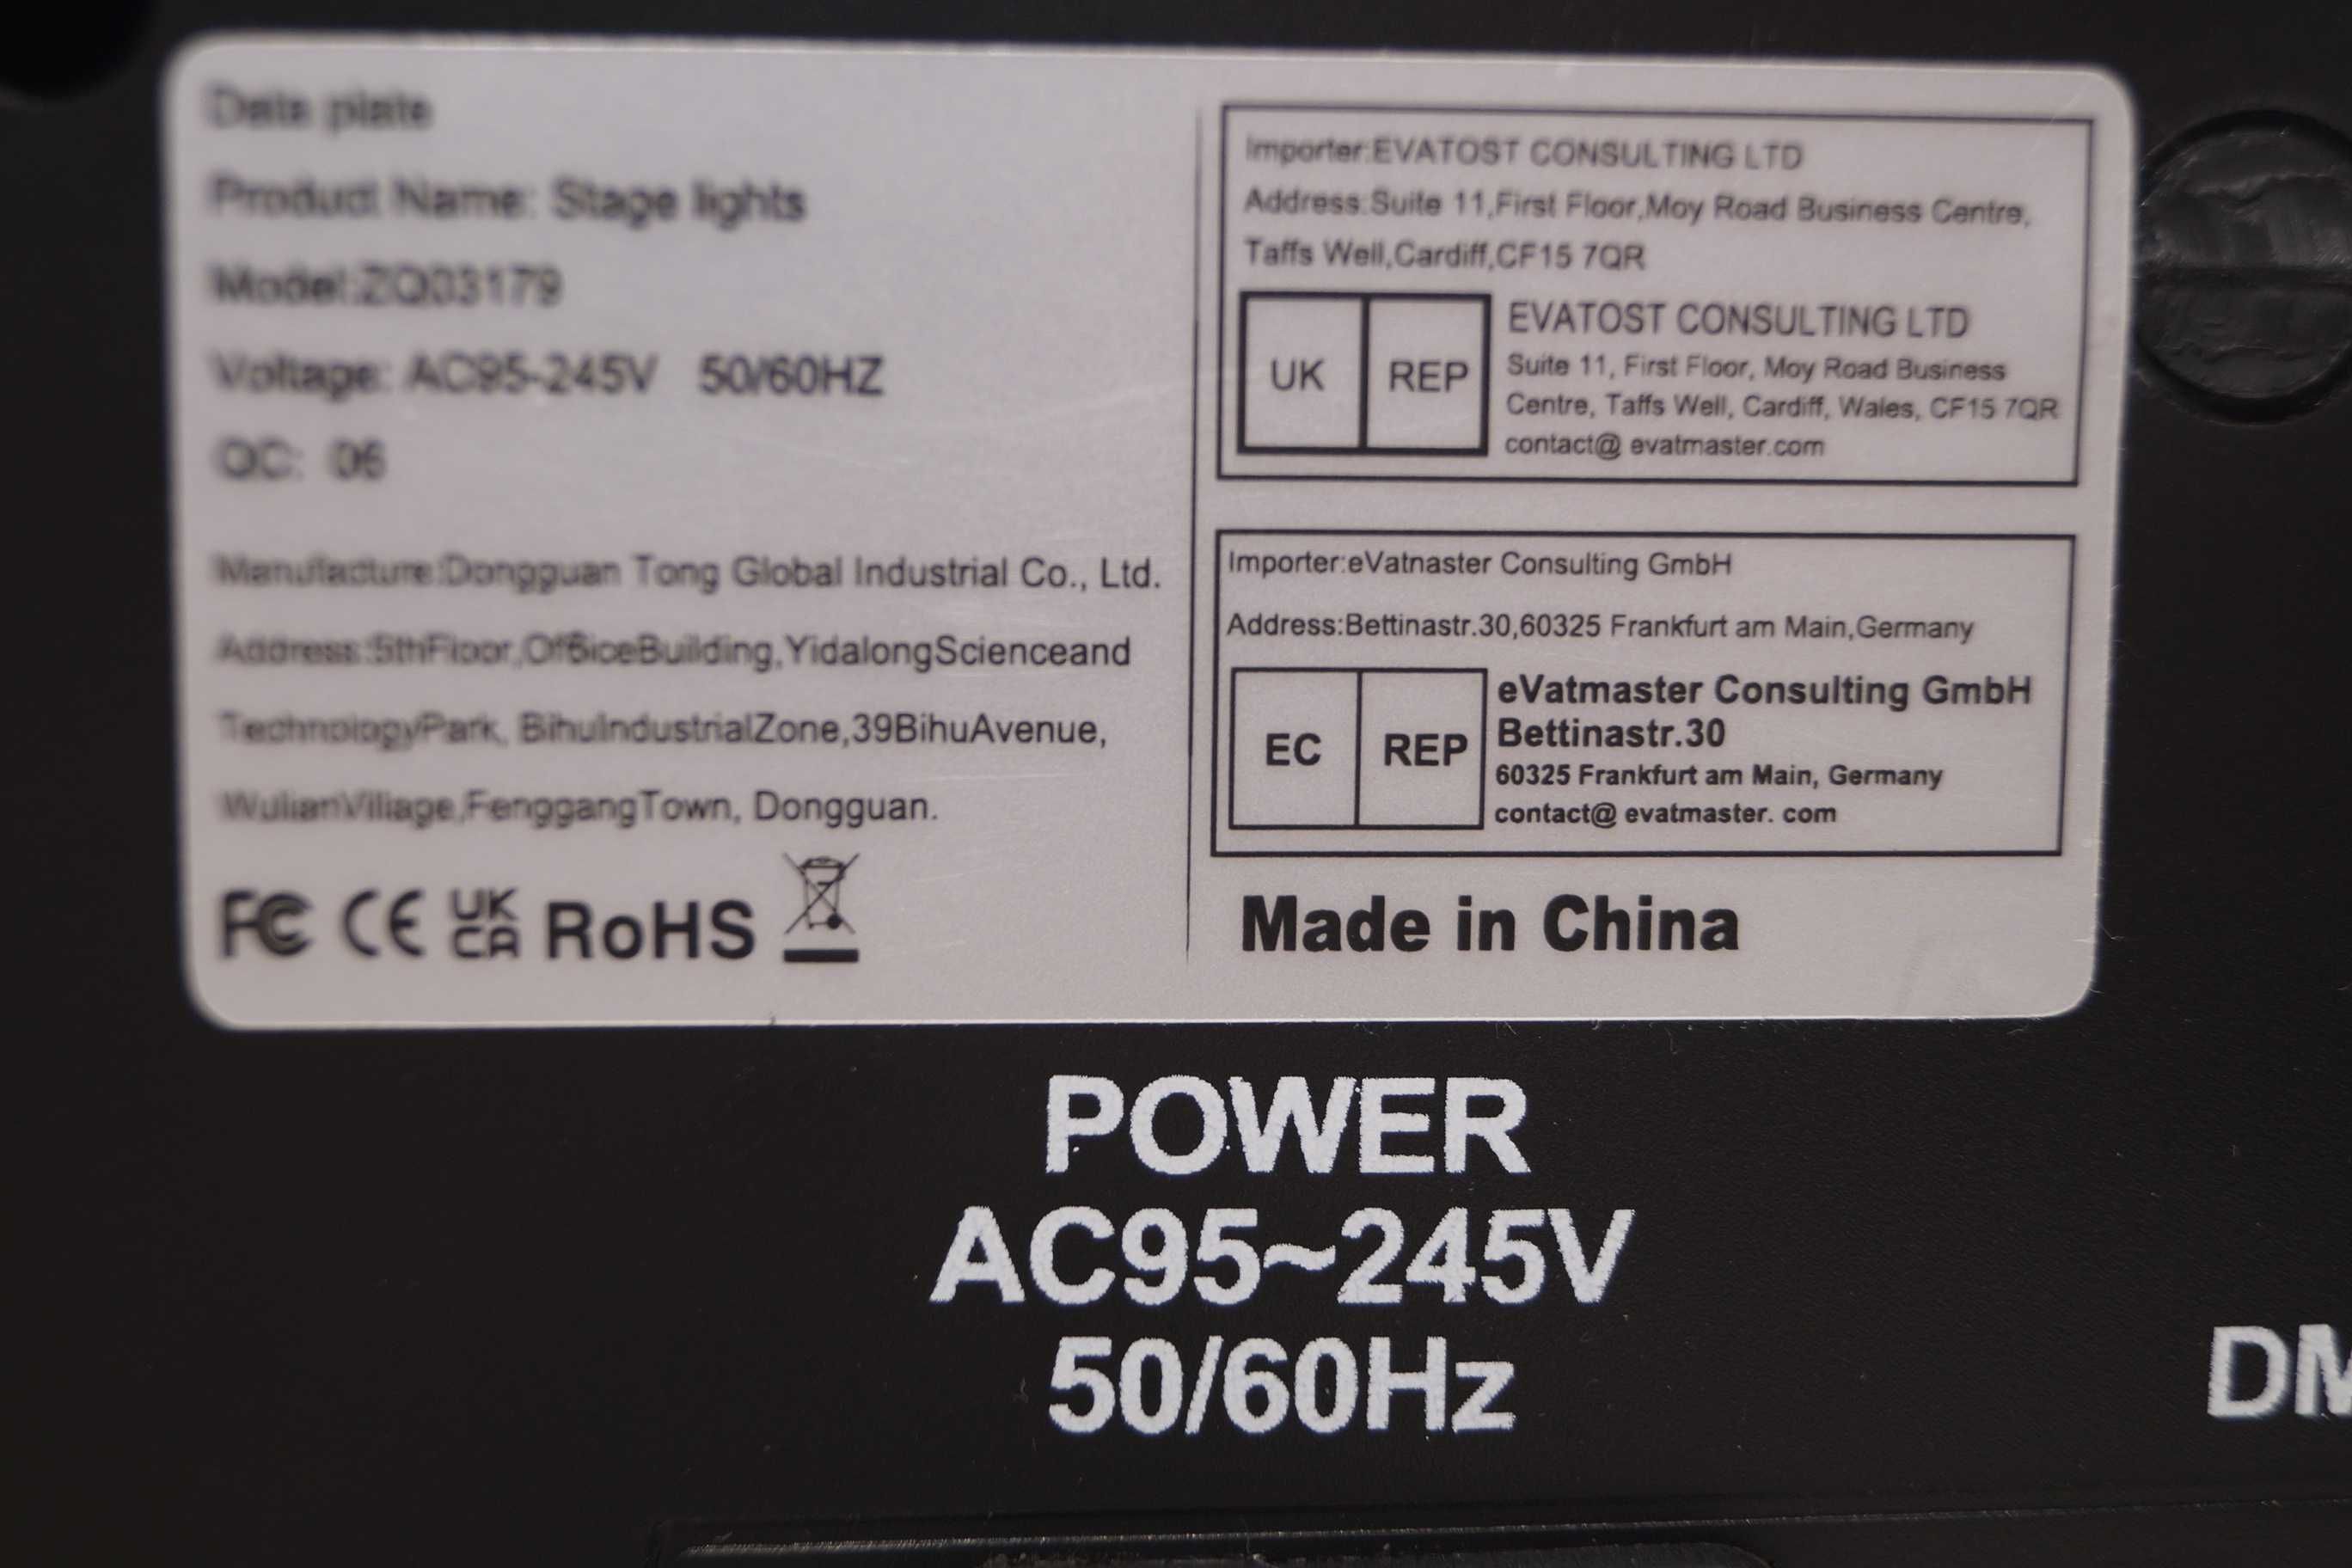 Data plate
Product Name: Stage lights
Model:ZQ03179
Voltage: AC95-245V 50/60HZ
QC: 06
Manufacture:Dongguan Tong Global Industrial Co., Ltd.
Address:5thFloor,Of6iceBuilding,YidalongScienceand
TechnologyPark, BihuIndustrialZone,39BihuAvenue,
WulianVillage,FenggangTown, Dongguan.
FC CE UK CA RoHS
Importer:EVATOST CONSULTING LTD
Address:Suite 11,First Floor,Moy Road Business Centre,
Taffs Well,Cardiff,CF15 7QR
UK REP
EVATOST CONSULTING LTD
Suite 11, First Floor, Moy Road Business
Centre, Taffs Well, Cardiff, Wales, CF15 7QR
contact@ evatmaster.com
Importer:eVatnaster Consulting GmbH
Address:Bettinastr.30,60325 Frankfurt am Main,Germany
EC REP
eVatmaster Consulting GmbH
Bettinastr.30
60325 Frankfurt am Main, Germany
contact@ evatmaster. com
Made in China
POWER
AC95~245V
50/60Hz
DM